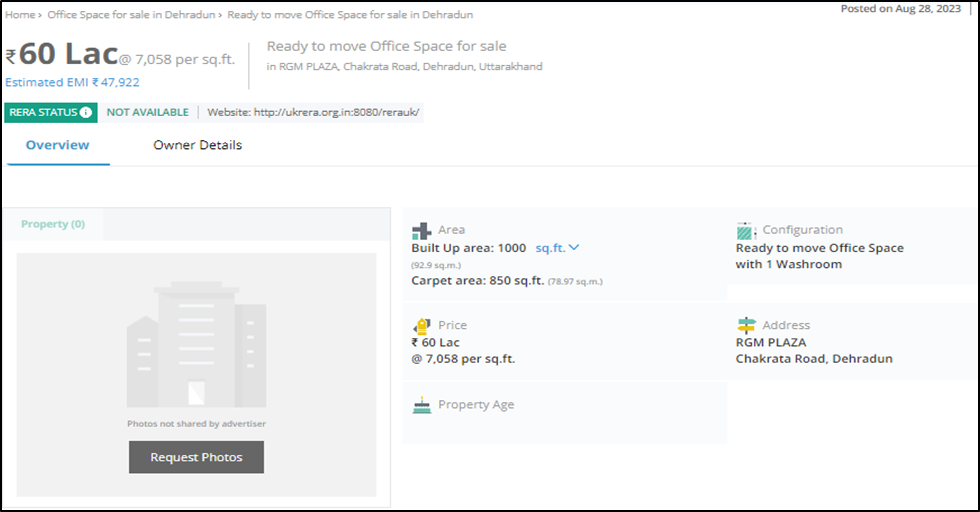 Home › Office Space for sale in Dehradun › Ready to move Office Space for sale in Dehradun
Posted on Aug 28, 2023
₹ 60 Lac @ 7,058 per sq.ft.
Estimated EMI ₹ 47,922
Ready to move Office Space for sale
in RGM PLAZA, Chakrata Road, Dehradun, Uttarakhand
RERA STATUS i NOT AVAILABLE | Website: http://ukrera.org.in:8080/rerauk/
Overview
Owner Details
Property (0)
Photos not shared by advertiser
Request Photos
Area
Built Up area: 1000 sq.ft.
(92.9 sq.m.)
Carpet area: 850 sq.ft. (78.97 sq.m.)
Configuration
Ready to move Office Space
with 1 Washroom
Price
₹ 60 Lac
@ 7,058 per sq.ft.
Address
RGM PLAZA
Chakrata Road, Dehradun
Property Age